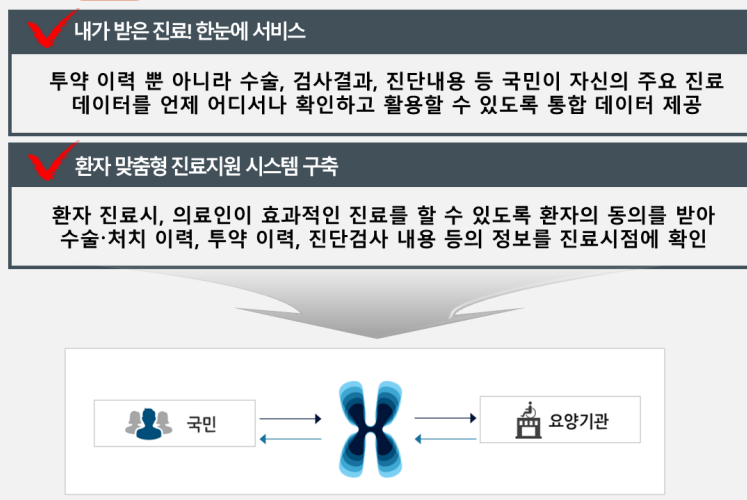 내가 받은 진료! 한눈에 서비스
투약 이력 뿐 아니라 수술, 검사결과, 진단내용 등 국민이 자신의 주요 진료
데이터를 언제 어디서나 확인하고 활용할 수 있도록 통합 데이터 제공
환자 맞춤형 진료지원 시스템 구축
환자 진료시, 의료인이 효과적인 진료를 할 수 있도록 환자의 동의를 받아
수술·처치 이력, 투약 이력, 진단검사 내용 등의 정보를 진료시점에 확인
국민
요양기관